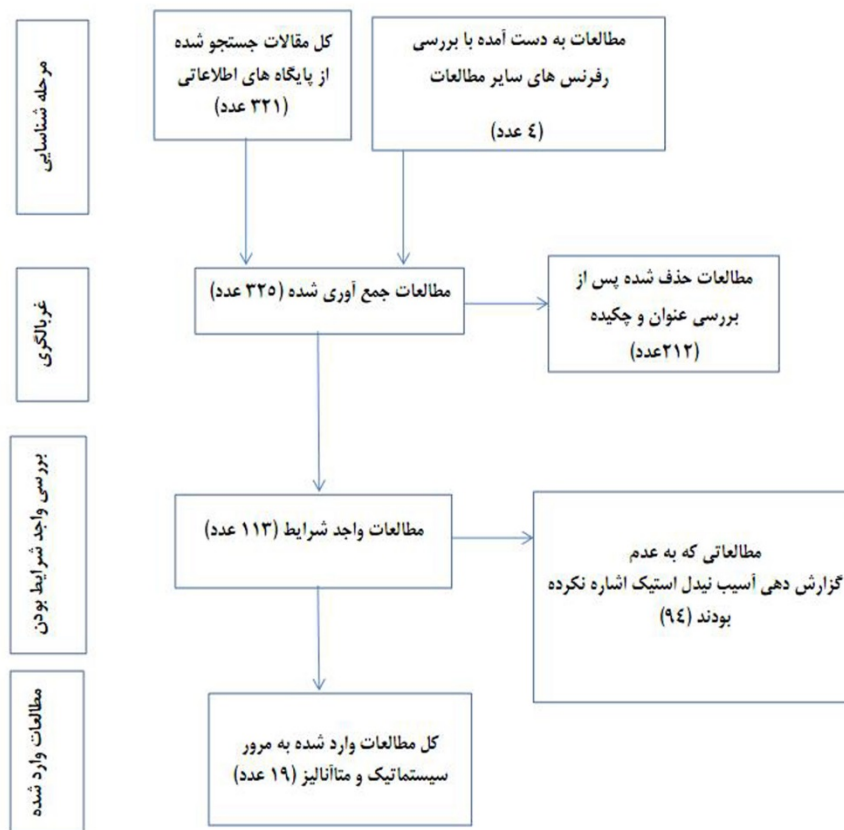 مرحله شناسایی
کل مقالات جستجو شده
از پایگاه های اطلاعاتی
(۳۲۱ عدد)
مطالعات به دست آمده با بررسی
رفرنس های سایر مطالعات
(٤ عدد)
غربالگری
مطالعات جمع آوری شده (۳۲٥ عدد)
مطالعات حذف شده پس از
بررسی عنوان و چکیده
(۲۱۲عدد)
بررسی واجد شرایط بودن
مطالعات واجد شرایط (۱۱۳ عدد)
مطالعاتی که به عدم
گزارش دهی آسیب نیدل استیک اشاره نکرده
بودند (۹٤)
مطالعات وارد شده
کل مطالعات وارد شده به مرور
سیستماتیک و متاآنالیز (۱۹ عدد)